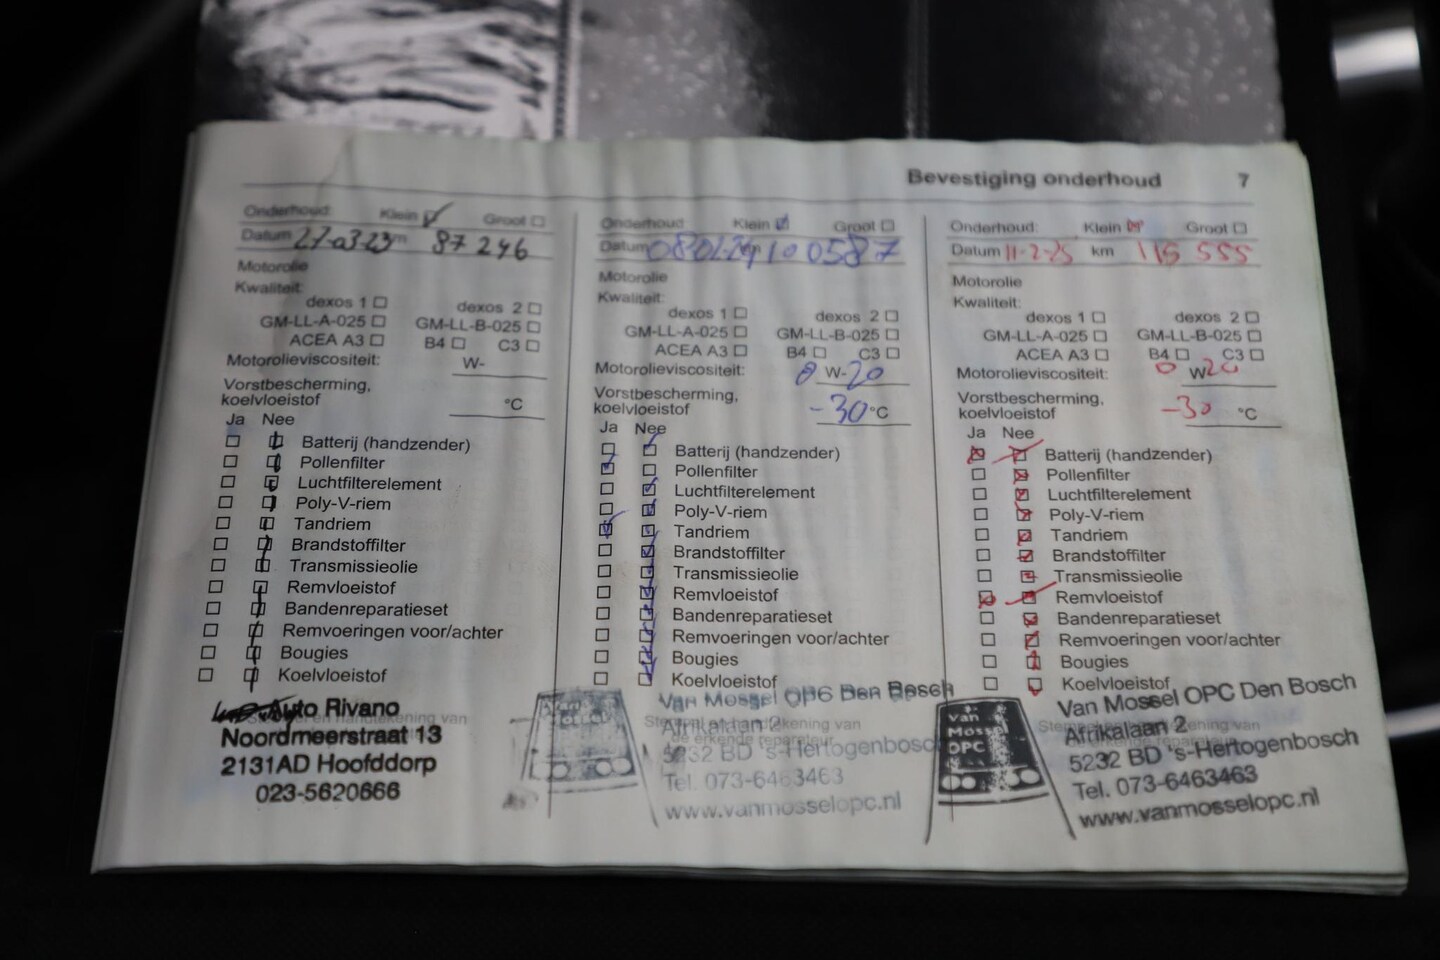 Bevestiging onderhoud 7
Onderhoud: Klein Groot
Datum 27-03-23 km 87 246
Motorolie
Kwaliteit:
dexos 1 dexos 2
GM-LL-A-025 GM-LL-B-025
ACEA A3 B4 C3
Motorolieviscositeit: W-
Vorstbescherming,
koelvloeistof °C
Ja Nee
Batterij (handzender)
Pollenfilter
Luchtfilterelement
Poly-V-riem
Tandriem
Brandstoffilter
Transmissieolie
Remvloeistof
Bandenreparatieset
Remvoeringen voor/achter
Bougies
Koelvloeistof
Auto Rivano
Noordmeerstraat 13
2131AD Hoofddorp
023-5620666
Onderhoud: Klein Groot
Datum km 100587
Motorolie
Kwaliteit:
dexos 1 dexos 2
GM-LL-A-025 GM-LL-B-025
ACEA A3 B4 C3
Motorolieviscositeit: 0 W-20
Vorstbescherming,
koelvloeistof -30 °C
Ja Nee
Batterij (handzender)
Pollenfilter
Luchtfilterelement
Poly-V-riem
Tandriem
Brandstoffilter
Transmissieolie
Remvloeistof
Bandenreparatieset
Remvoeringen voor/achter
Bougies
Koelvloeistof
Van Mossel OPC Den Bosch
Afrikalaan 2
5232 BD 's-Hertogenbosch
Tel. 073-6463463
www.vanmosselopc.nl
Onderhoud: Klein Groot
Datum 11-2-25 km 115 555
Motorolie
Kwaliteit:
dexos 1 dexos 2
GM-LL-A-025 GM-LL-B-025
ACEA A3 B4 C3
Motorolieviscositeit: 0 W 20
Vorstbescherming,
koelvloeistof -30 °C
Ja Nee
Batterij (handzender)
Pollenfilter
Luchtfilterelement
Poly-V-riem
Tandriem
Brandstoffilter
Transmissieolie
Remvloeistof
Bandenreparatieset
Remvoeringen voor/achter
Bougies
Koelvloeistof
Van
Mossel
OPC
Van Mossel OPC Den Bosch
Afrikalaan 2
5232 BD 's-Hertogenbosch
Tel. 073-6463463
www.vanmosselopc.nl